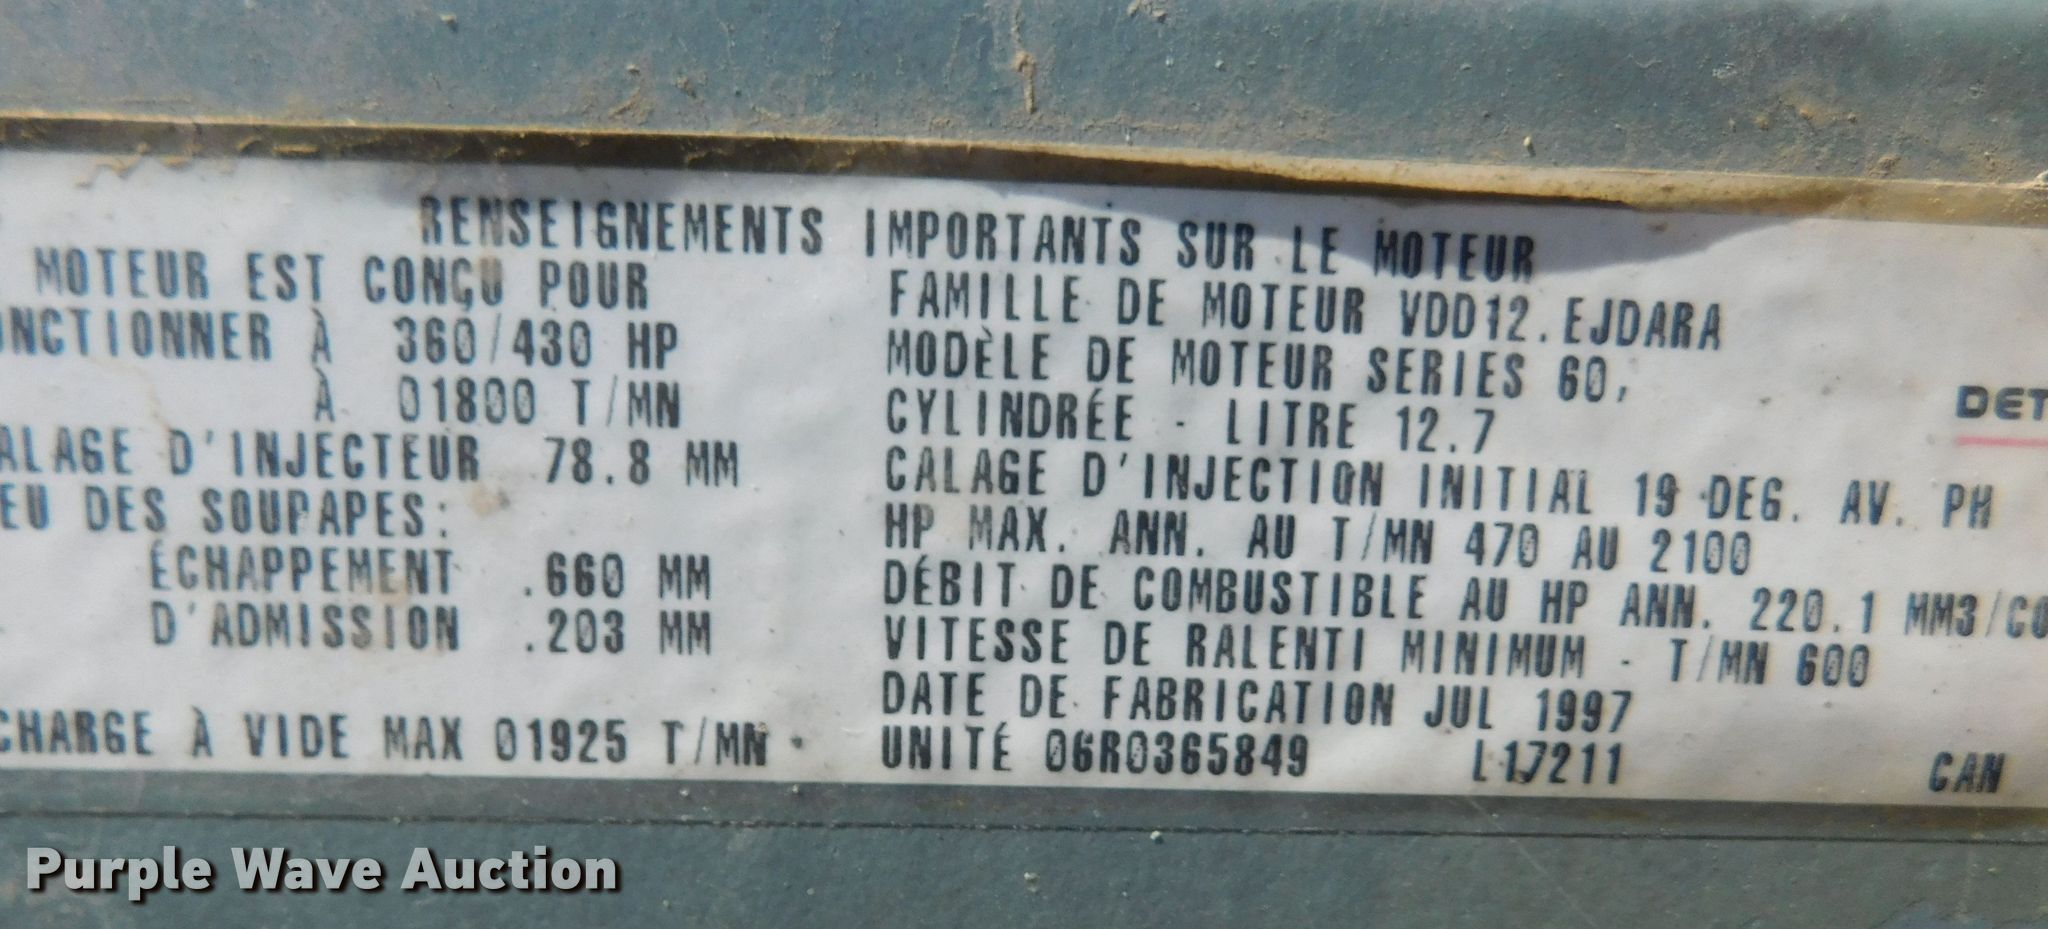 RENSEIGNEMENTS IMPORTANTS SUR LE MOTEUR
MOTEUR EST CONÇU POUR
ONCTIONNER À 360/430 HP
À 01800 T/MN
ALAGE D'INJECTEUR 78.8 MM
EU DES SOUPAPES:
ÉCHAPPEMENT .660 MM
D'ADMISSION .203 MM
CHARGE À VIDE MAX 01925 T/MN
FAMILLE DE MOTEUR VDD12.EJDARA
MODÈLE DE MOTEUR SERIES 60,
CYLINDRÉE - LITRE 12.7
CALAGE D'INJECTION INITIAL 19 DEG. AV. PH
HP MAX. ANN. AU T/MN 470 AU 2100
DÉBIT DE COMBUSTIBLE AU HP ANN. 220.1 MM3/CO
VITESSE DE RALENTI MINIMUM - T/MN 600
DATE DE FABRICATION JUL 1997
UNITÉ 06R0365849 L17211
DET
CAN
Purple Wave Auction